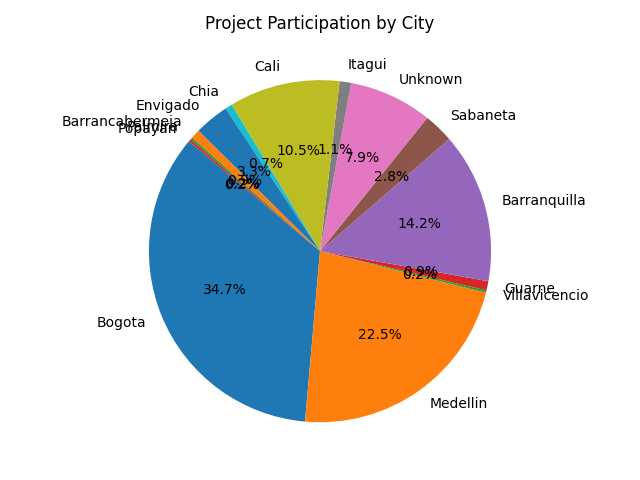 Project Participation by City
Itagui
Cali
Unknown
Chia
Envigado
Sabaneta
Barrancabermeja
Popayan
Barranquilla
Guarne
Villavicencio
Bogota
Medellin
10.5%
1.1%
7.9%
0.7%
3.3%
2.8%
0.2%
14.2%
0.9%
0.2%
34.7%
22.5%